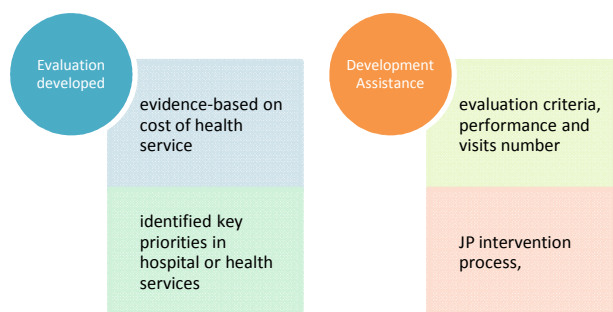 Evaluation
developed
evidence-based on
cost of health
service
identified key
priorities in
hospital or health
services
Development
Assistance
evaluation criteria,
performance and
visits number
JP intervention
process,